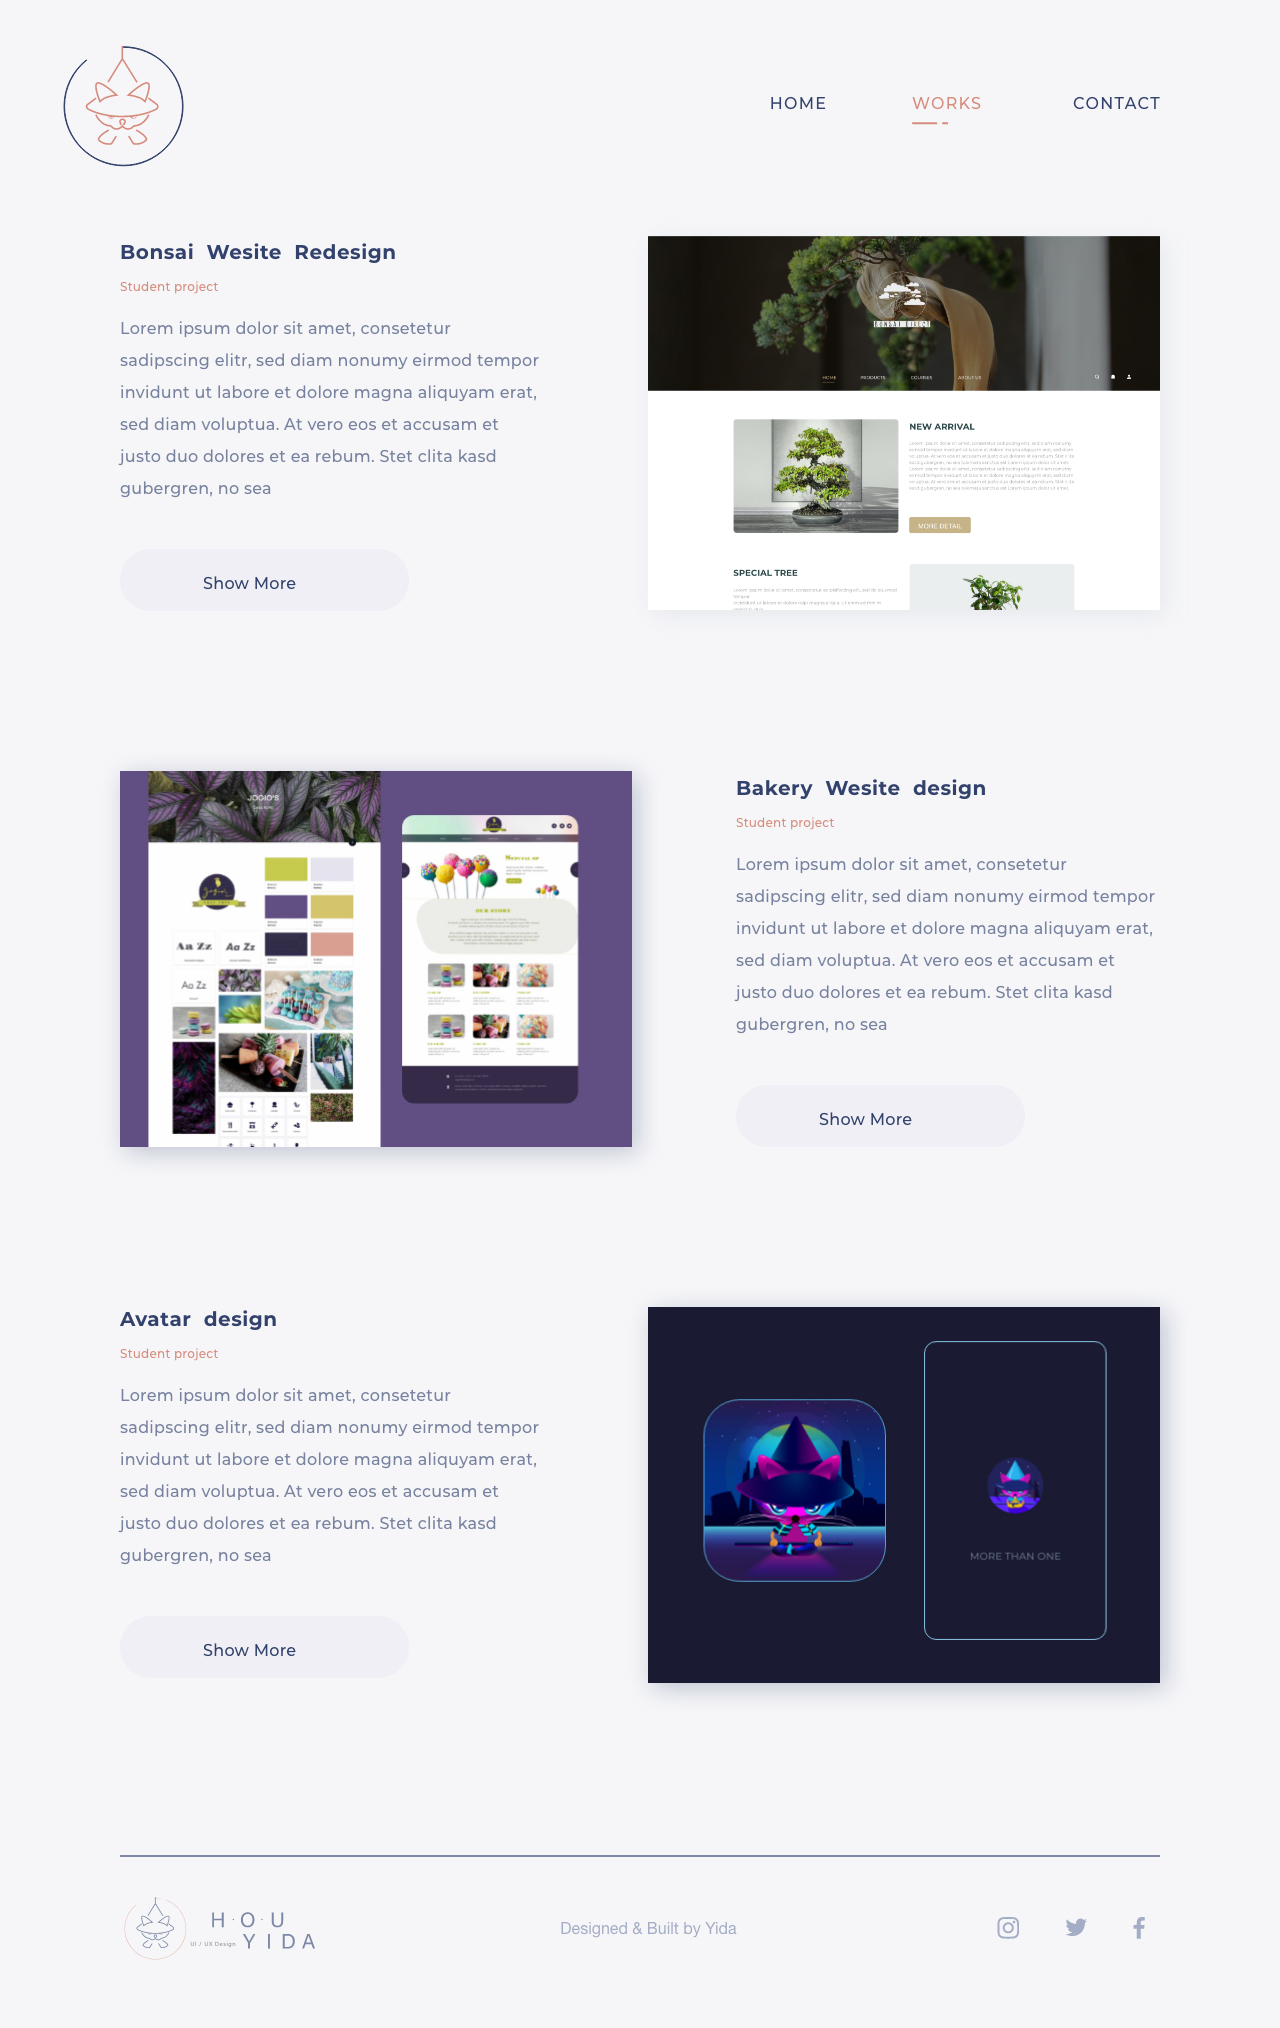 HOME
WORKS
CONTACT
Bonsai Wesite Redesign
Student project
Lorem ipsum dolor sit amet, consetetur
sadipscing elitr, sed diam nonumy eirmod tempor
invidunt ut labore et dolore magna aliquyam erat,
sed diam voluptua. At vero eos et accusam et
justo duo dolores et ea rebum. Stet clita kasd
gubergren, no sea
Show More
BONSAI DIRECT
HOME
PRODUCTS
COURSES
ABOUT US
NEW ARRIVAL
MORE DETAIL
SPECIAL TREE
JOGIO'S
Aa Zz
Aa Zz
Aa Zz
OUR STORY
Bakery Wesite design
Student project
Lorem ipsum dolor sit amet, consetetur
sadipscing elitr, sed diam nonumy eirmod tempor
invidunt ut labore et dolore magna aliquyam erat,
sed diam voluptua. At vero eos et accusam et
justo duo dolores et ea rebum. Stet clita kasd
gubergren, no sea
Show More
Avatar design
Student project
Lorem ipsum dolor sit amet, consetetur
sadipscing elitr, sed diam nonumy eirmod tempor
invidunt ut labore et dolore magna aliquyam erat,
sed diam voluptua. At vero eos et accusam et
justo duo dolores et ea rebum. Stet clita kasd
gubergren, no sea
Show More
MORE THAN ONE
H·O·U
UI / UX Design
YIDA
Designed & Built by Yida